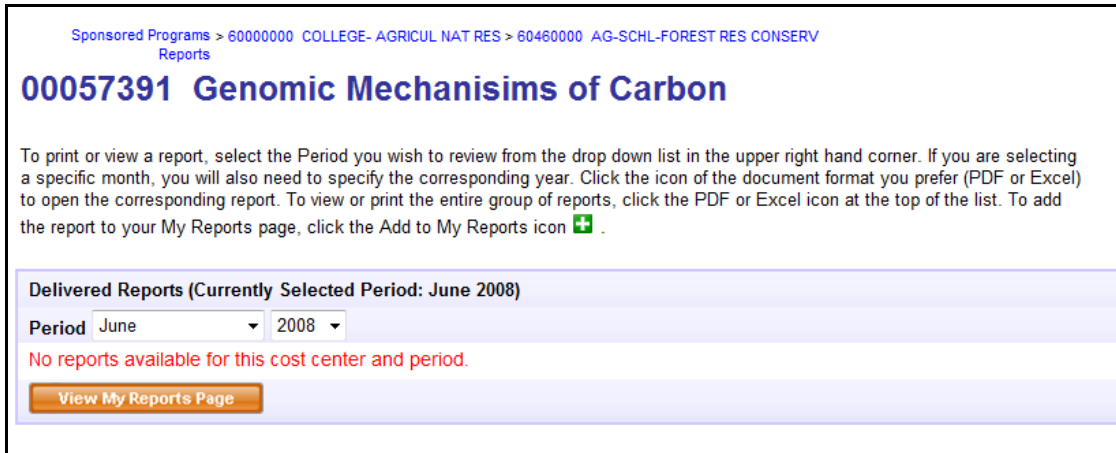 Sponsored Programs > 60000000 COLLEGE- AGRICUL NAT RES > 60460000 AG-SCHL-FOREST RES CONSERV
Reports
00057391 Genomic Mechanisims of Carbon
To print or view a report, select the Period you wish to review from the drop down list in the upper right hand corner. If you are selecting
a specific month, you will also need to specify the corresponding year. Click the icon of the document format you prefer (PDF or Excel)
to open the corresponding report. To view or print the entire group of reports, click the PDF or Excel icon at the top of the list. To add
the report to your My Reports page, click the Add to My Reports icon .
Delivered Reports (Currently Selected Period: June 2008)
Period June 2008
No reports available for this cost center and period.
View My Reports Page